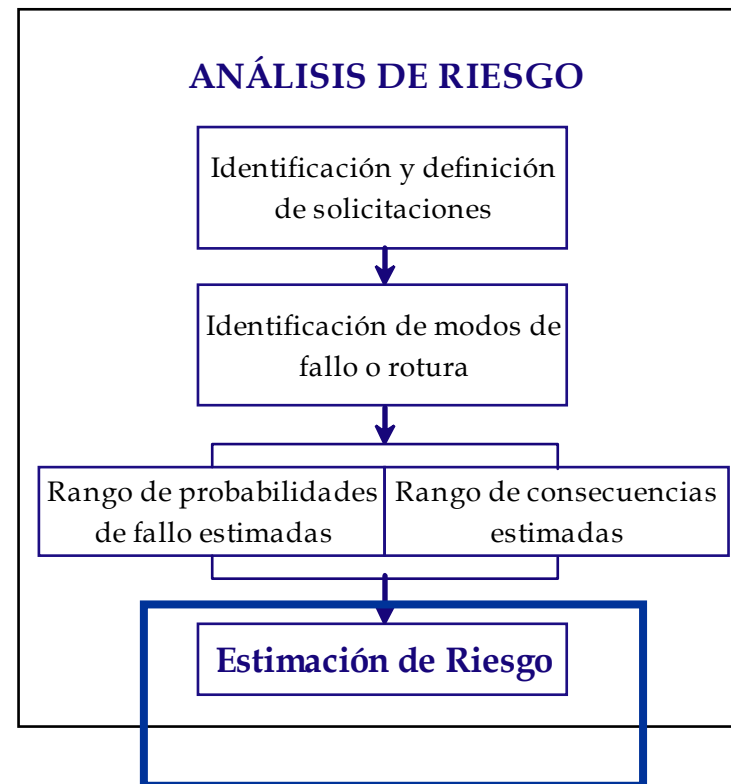 ANÁLISIS DE RIESGO
Identificación y definición
de solicitaciones
Identificación de modos de
fallo o rotura
Rango de probabilidades
de fallo estimadas
Rango de consecuencias
estimadas
Estimación de Riesgo